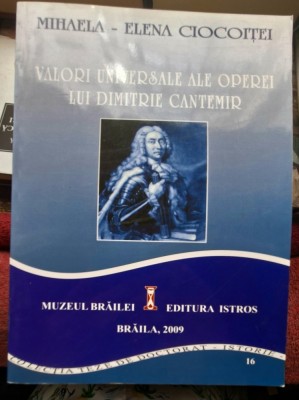 MIHAELA - ELENA CIOCOIȚEI
VALORI UNIVERSALE ALE OPEREI
LUI DIMITRIE CANTEMIR
MUZEUL BRĂILEI EDITURA ISTROS
BRĂILA, 2009
COLECȚIA TEZE DE DOCTORAT - ISTORIE
16